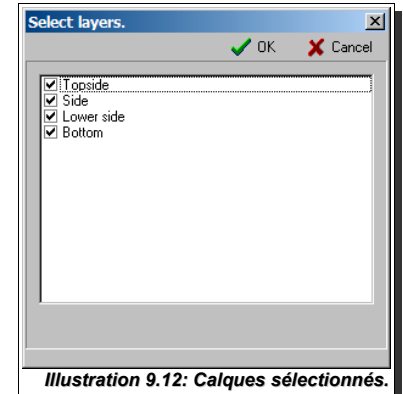 Select layers.
OK Cancel
Topside
Side
Lower side
Bottom
Illustration 9.12: Calques sélectionnés.